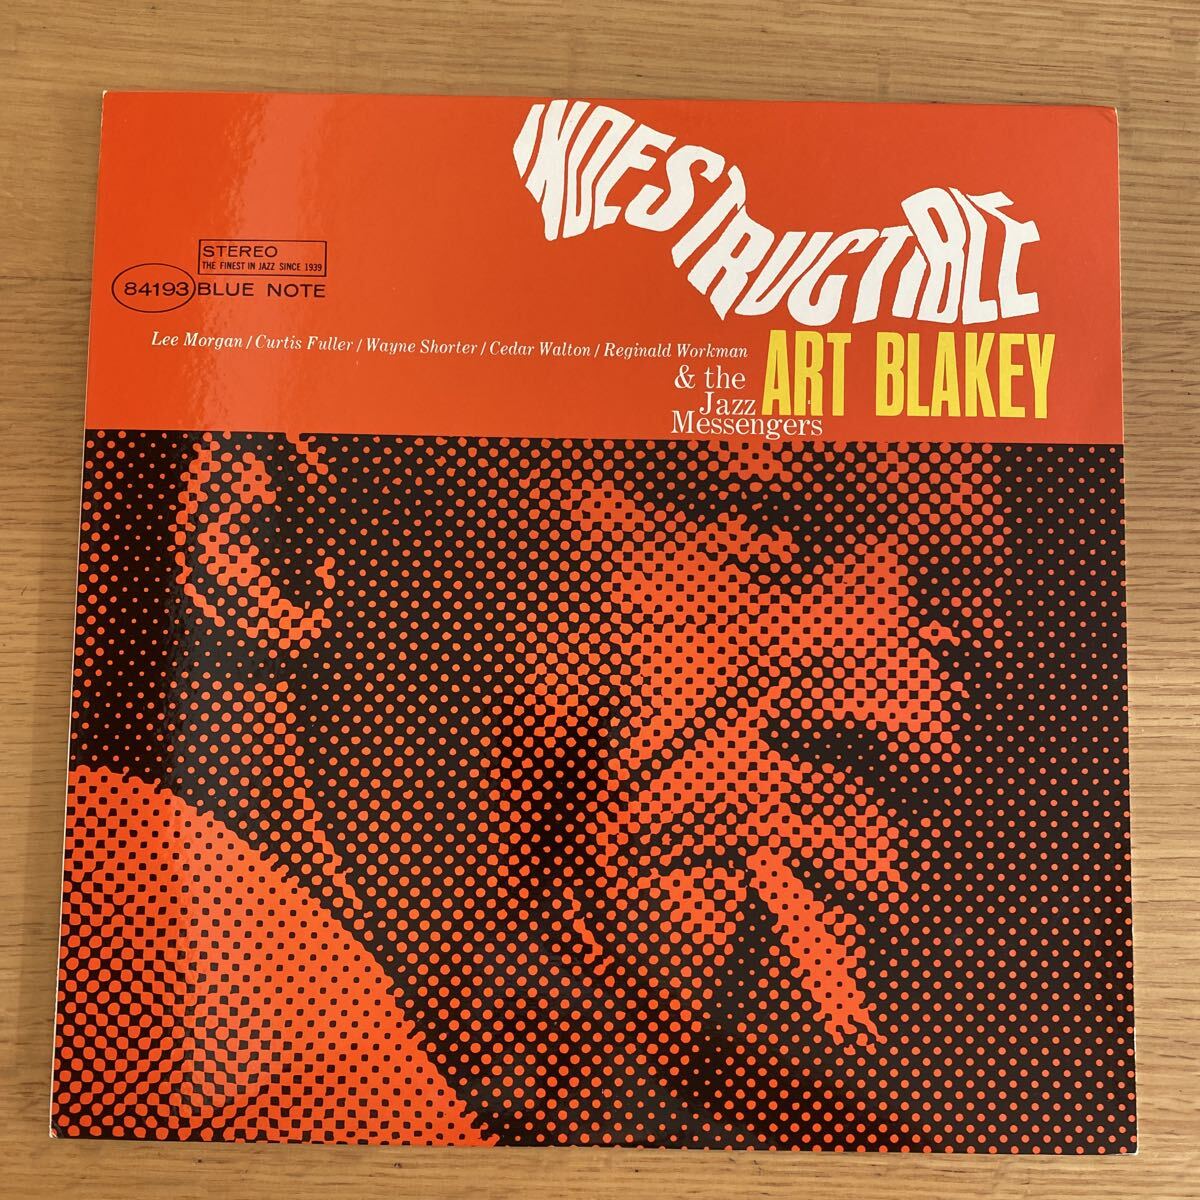 INDESTRUCTIBLE
STEREO
THE FINEST IN JAZZ SINCE 1939
84193 BLUE NOTE
Lee Morgan / Curtis Fuller / Wayne Shorter / Cedar Walton / Reginald Workman
ART BLAKEY
& the
Jazz
Messengers